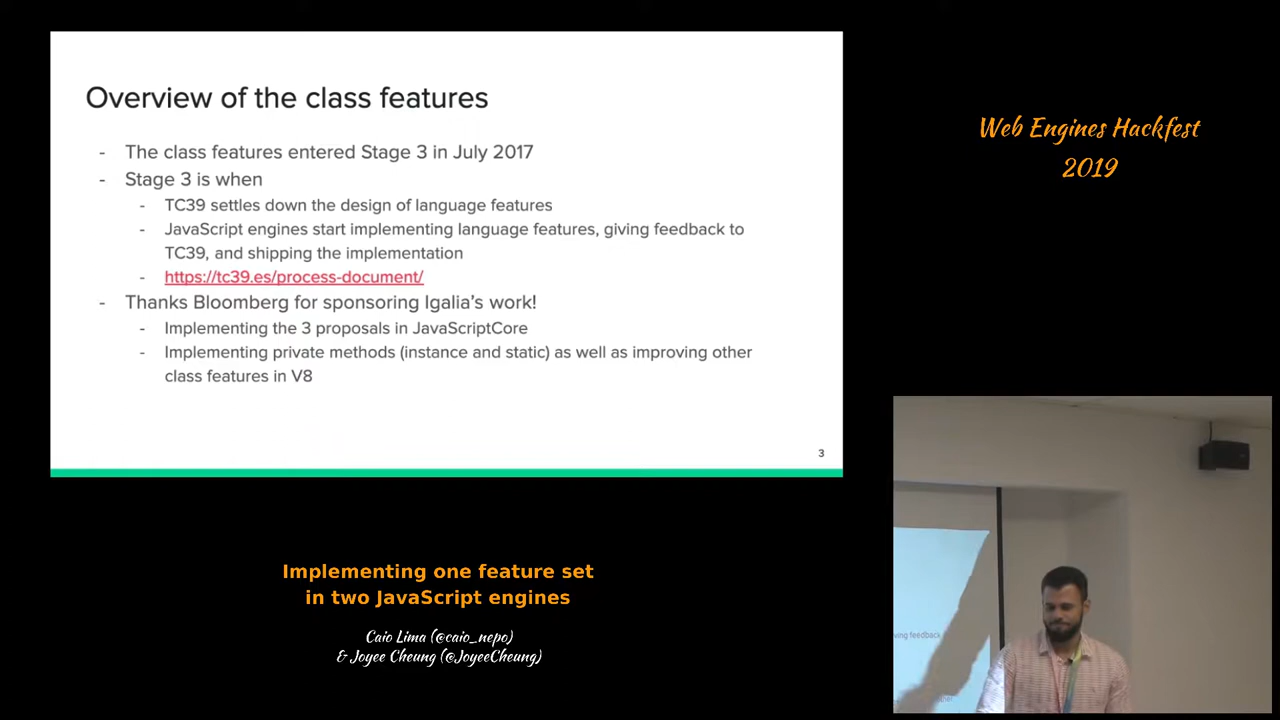 Overview of the class features
- The class features entered Stage 3 in July 2017
- Stage 3 is when
- TC39 settles down the design of language features
- JavaScript engines start implementing language features, giving feedback to
TC39, and shipping the implementation
- https://tc39.es/process-document/
- Thanks Bloomberg for sponsoring Igalia's work!
- Implementing the 3 proposals in JavaScriptCore
- Implementing private methods (instance and static) as well as improving other
class features in V8
3
Web Engines Hackfest
2019
Implementing one feature set
in two JavaScript engines
Caio Lima (@caio_nepo)
& Joyee Cheung (@JoyeeCheung)
feedback